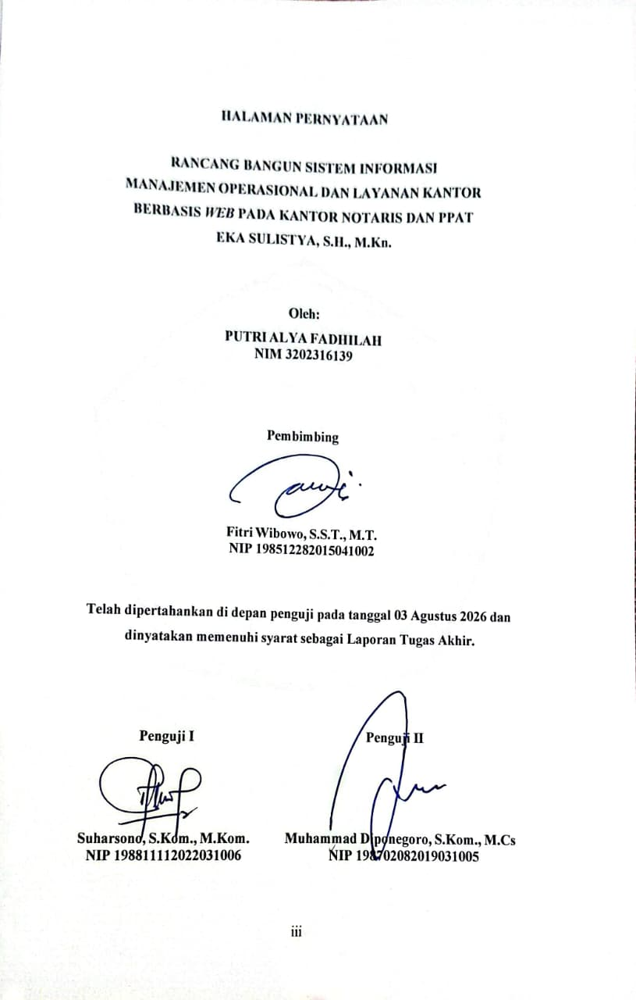 HALAMAN PERNYATAAN
RANCANG BANGUN SISTEM INFORMASI
MANAJEMEN OPERASIONAL DAN LAYANAN KANTOR
BERBASIS WEB PADA KANTOR NOTARIS DAN PPAT
EKA SULISTYA, S.H., M.Kn.
Oleh:
PUTRI ALYA FADHILAH
NIM 3202316139
Pembimbing
Fitri Wibowo, S.S.T., M.T.
NIP 198512282015041002
Telah dipertahankan di depan penguji pada tanggal 03 Agustus 2026 dan
dinyatakan memenuhi syarat sebagai Laporan Tugas Akhir.
Penguji I
Penguji II
Suharsono, S.Kom., M.Kom.
Muhammad Diponegoro, S.Kom., M.Cs
NIP 198811112022031006
NIP 198702082019031005
iii